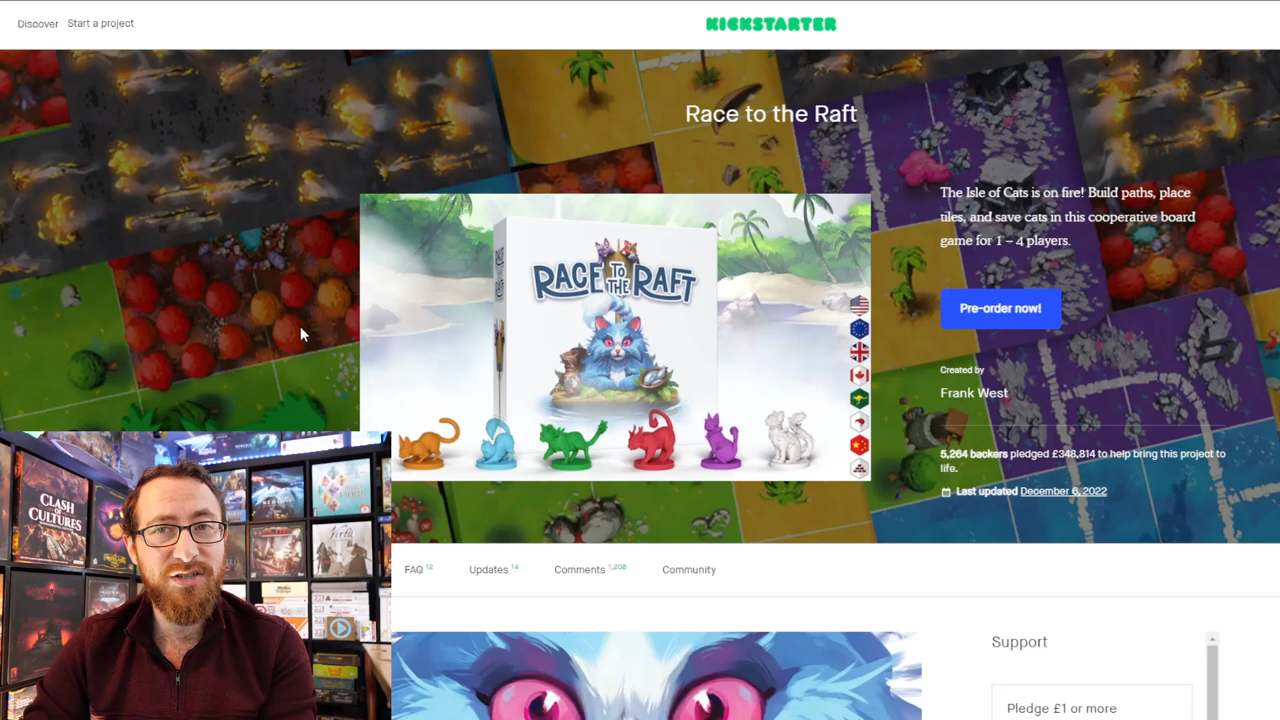 Discover
Start a project
KICKSTARTER
Race to the Raft
The Isle of Cats is on fire! Build paths, place
tiles, and save cats in this cooperative board
game for 1 – 4 players.
RACE TO THE RAFT
Pre-order now!
Created by
Frank West
5,264 backers pledged £348,814 to help bring this project to
life.
Last updated December 6, 2022
CLASH OF CULTURES
FAQ 12
Updates 14
Comments 1,208
Community
Support
Pledge £1 or more